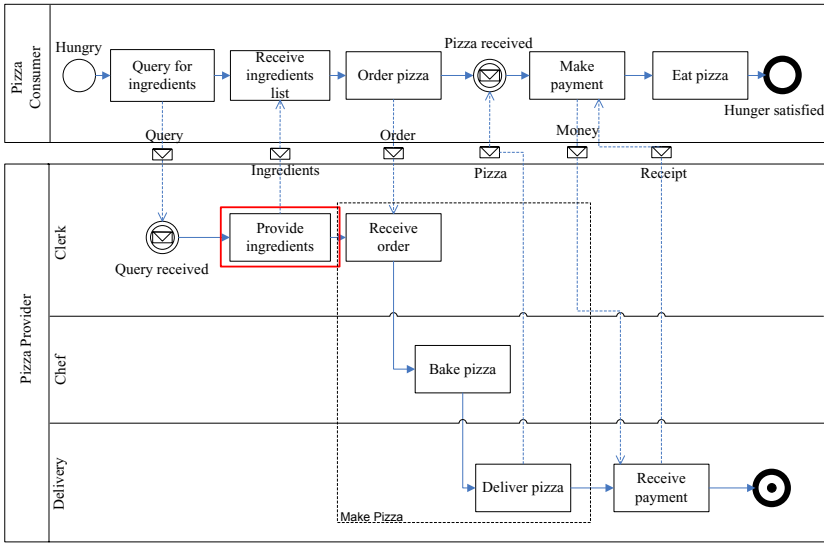 Pizza
Consumer
Hungry
Query for
ingredients
Receive
ingredients
list
Order pizza
Pizza received
Make
payment
Eat pizza
Hunger satisfied
Query
Ingredients
Order
Pizza
Money
Receipt
Pizza Provider
Clerk
Query received
Provide
ingredients
Receive
order
Chef
Bake pizza
Delivery
Deliver pizza
Receive
payment
Make Pizza